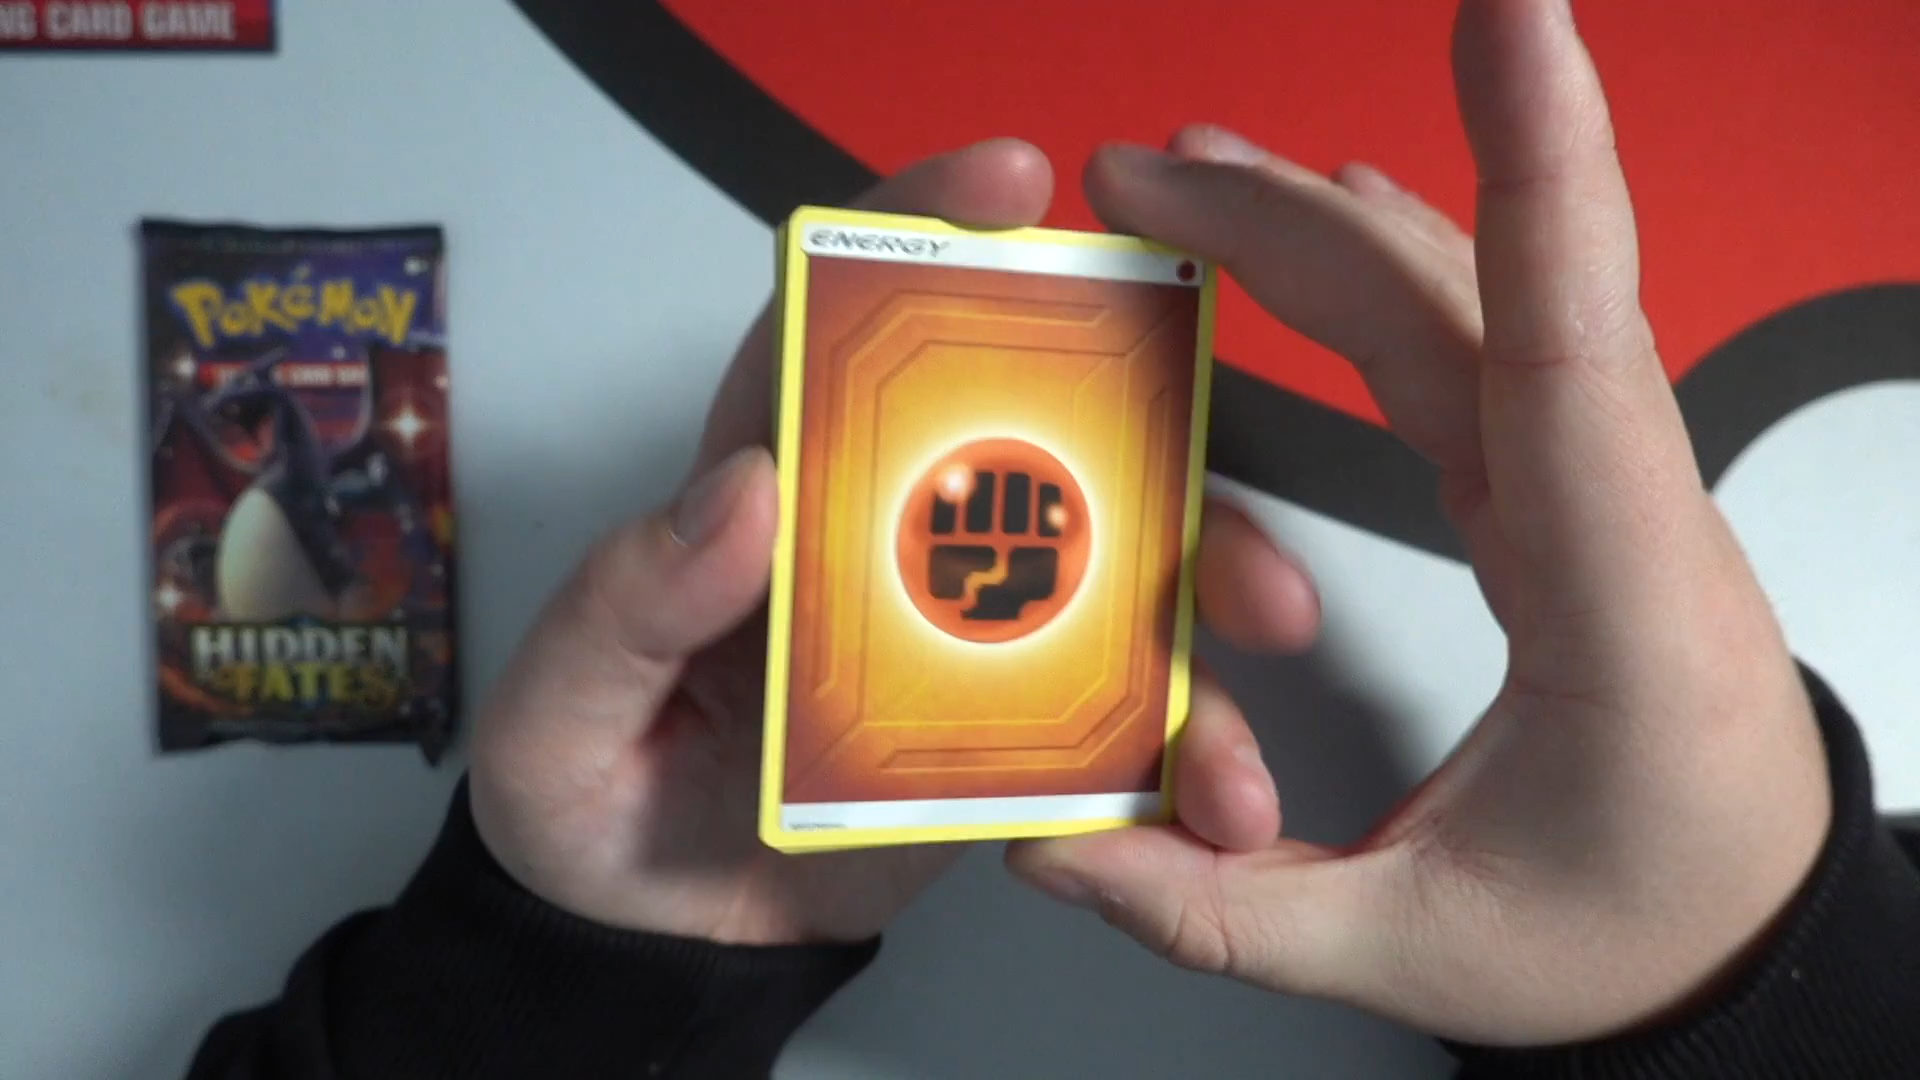 NG CARD GAME
ENERGY
POKéMON
HIDDEN
FATES